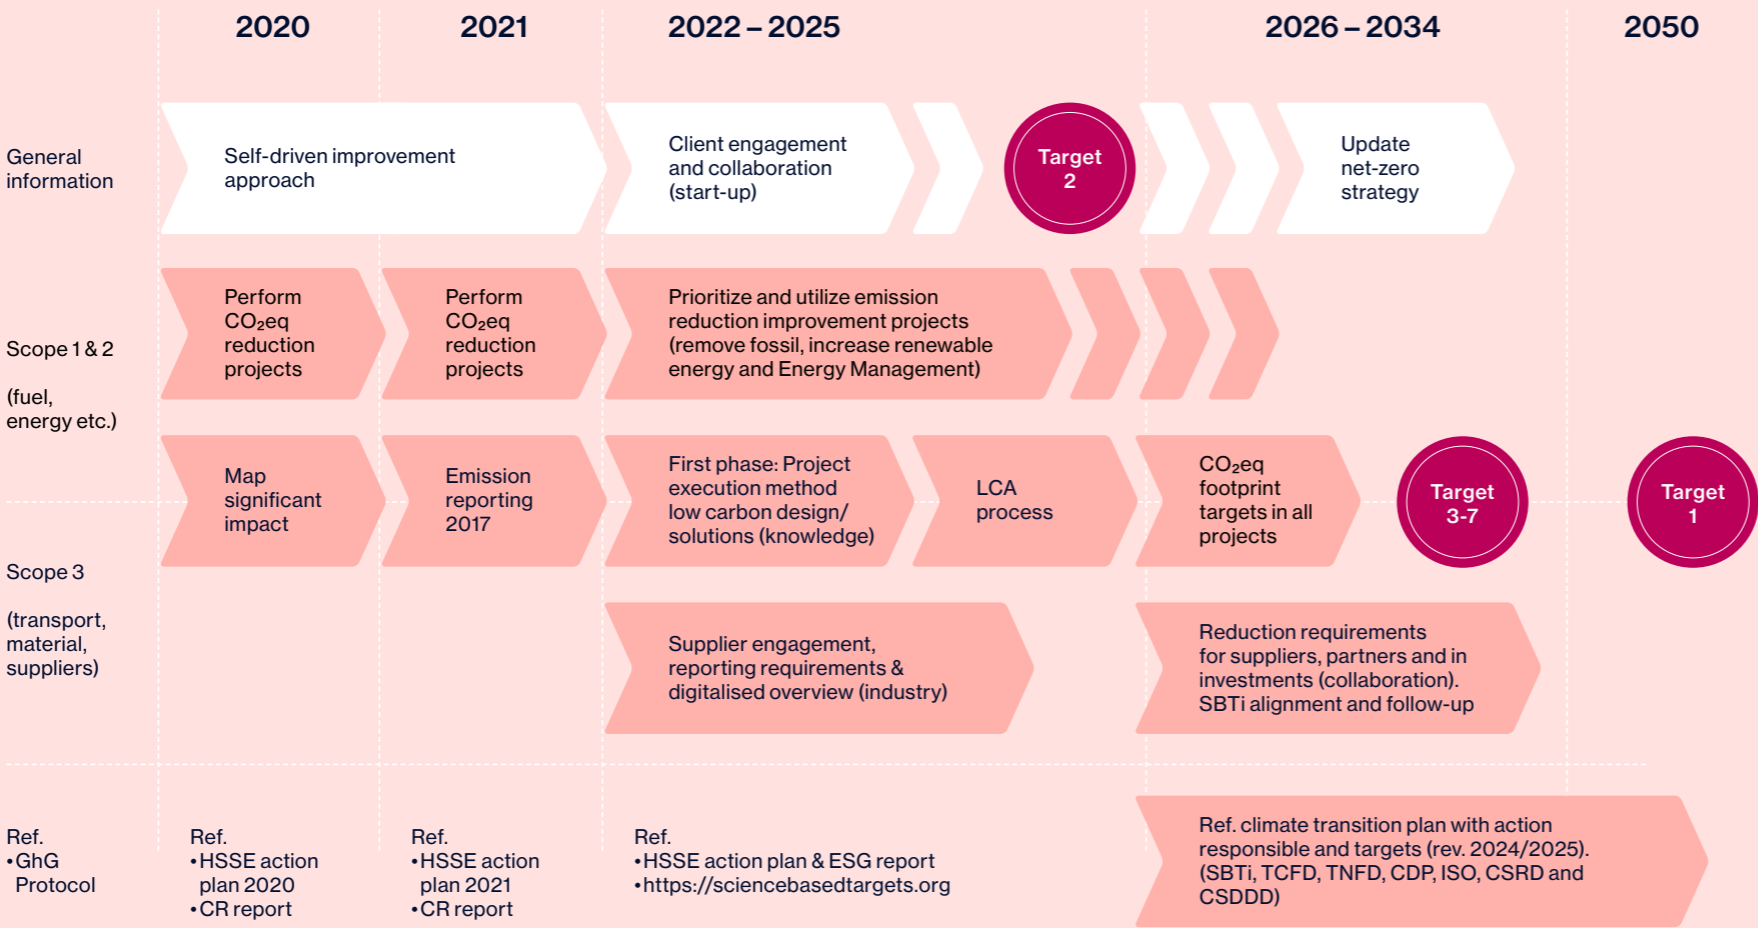 2020
2021
2022 – 2025
2026 – 2034
2050
General
information
Self-driven improvement
approach
Client engagement
and collaboration
(start-up)
Target
2
Update
net-zero
strategy
Scope 1 & 2
(fuel,
energy etc.)
Perform
CO₂eq
reduction
projects
Perform
CO₂eq
reduction
projects
Prioritize and utilize emission
reduction improvement projects
(remove fossil, increase renewable
energy and Energy Management)
Map
significant
impact
Emission
reporting
2017
First phase: Project
execution method
low carbon design/
solutions (knowledge)
LCA
process
CO₂eq
footprint
targets in all
projects
Target
3-7
Target
1
Scope 3
(transport,
material,
suppliers)
Supplier engagement,
reporting requirements &
digitalised overview (industry)
Reduction requirements
for suppliers, partners and in
investments (collaboration).
SBTi alignment and follow-up
Ref.
•GhG
Protocol
Ref.
•HSSE action
plan 2020
•CR report
Ref.
•HSSE action
plan 2021
•CR report
Ref.
•HSSE action plan & ESG report
•https://sciencebasedtargets.org
Ref. climate transition plan with action
responsible and targets (rev. 2024/2025).
(SBTi, TCFD, TNFD, CDP, ISO, CSRD and
CSDDD)